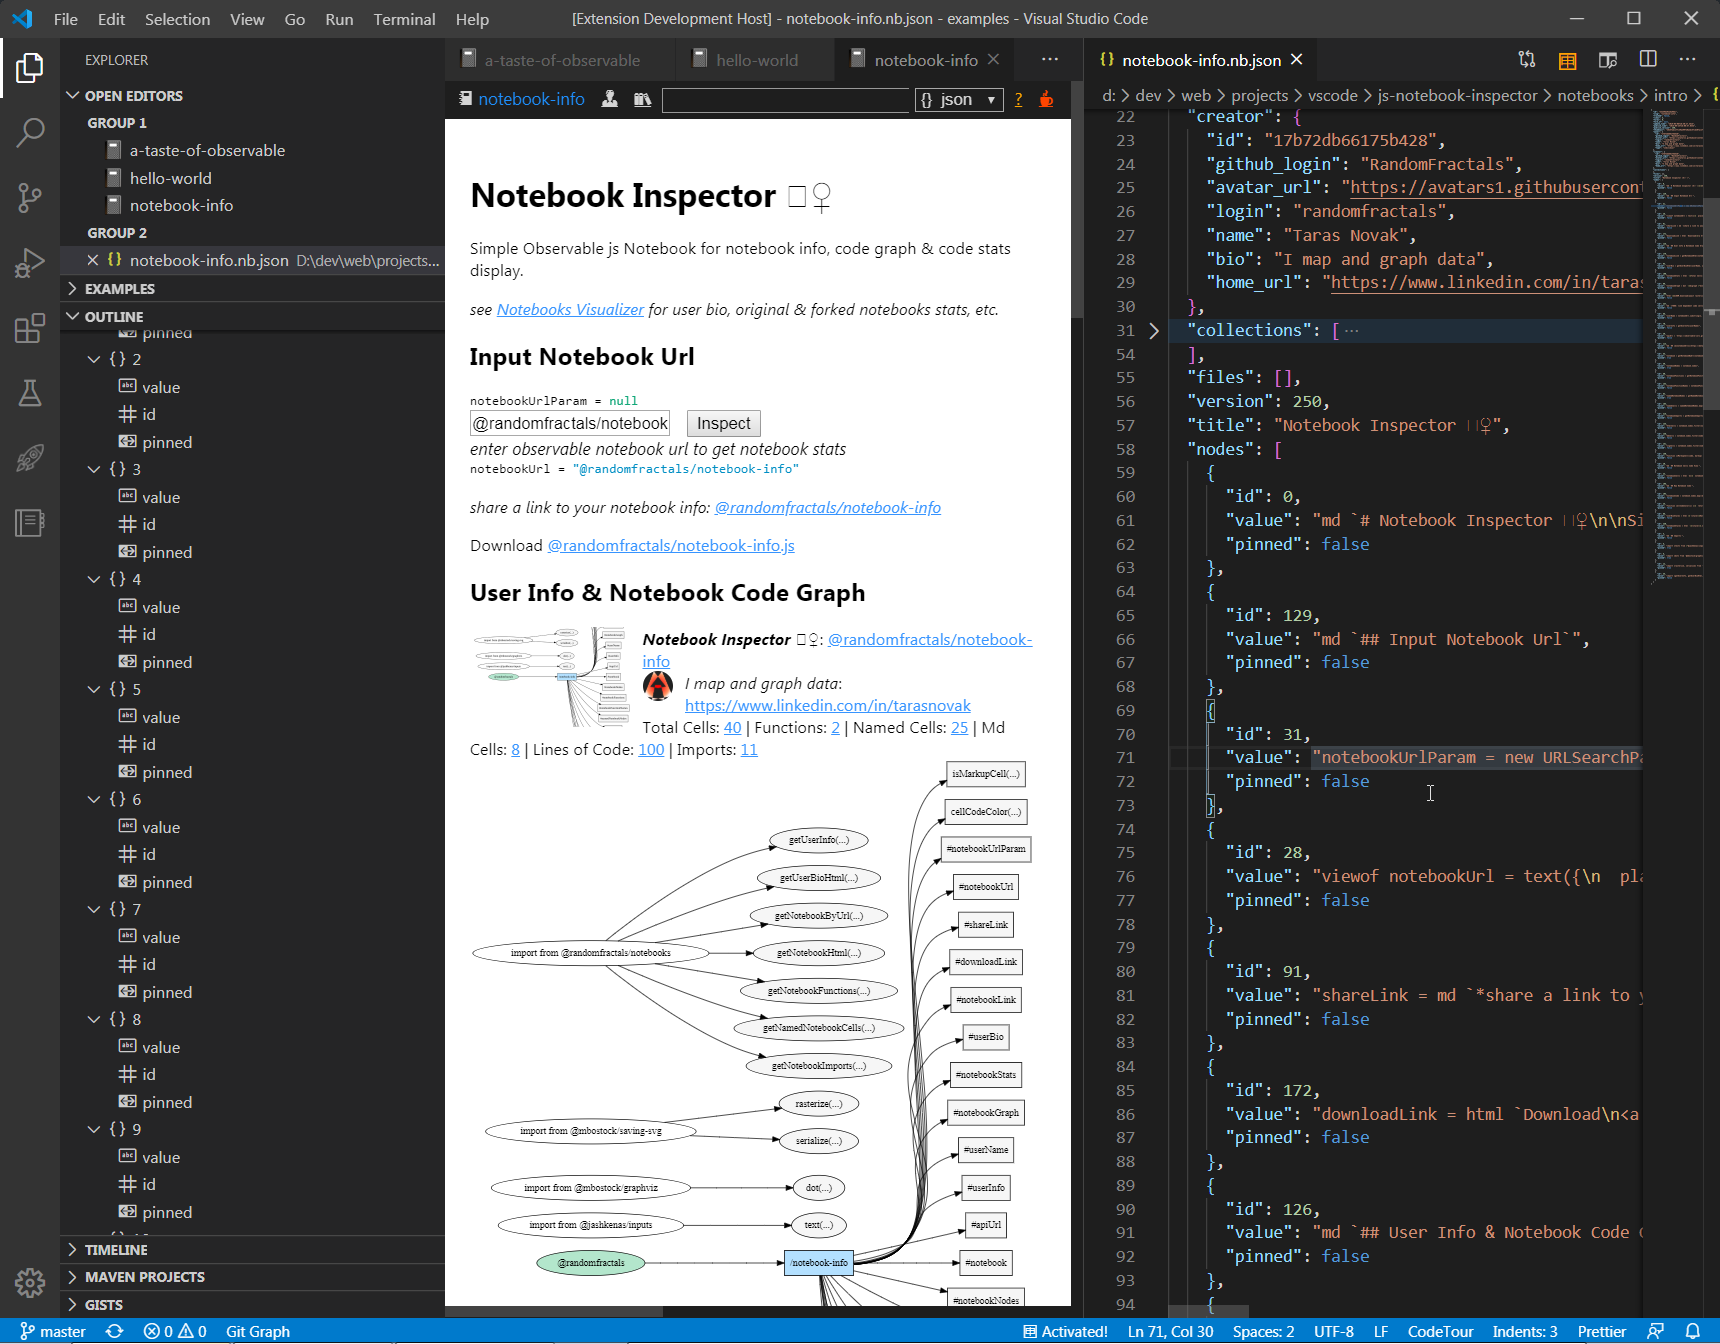 File Edit Selection View Go Run Terminal Help
[Extension Development Host] - notebook-info.nb.json - examples - Visual Studio Code
EXPLORER
OPEN EDITORS
GROUP 1
a-taste-of-observable
hello-world
notebook-info
GROUP 2
notebook-info.nb.json D:\dev\web\projects...
EXAMPLES
OUTLINE
pinned
{} 2
value
id
pinned
{} 3
value
id
pinned
{} 4
value
id
pinned
{} 5
value
id
pinned
{} 6
value
id
pinned
{} 7
value
id
pinned
{} 8
value
id
pinned
{} 9
value
id
pinned
TIMELINE
MAVEN PROJECTS
GISTS
a-taste-of-observable hello-world notebook-info
notebook-info {} json ?
Notebook Inspector ♀
Simple Observable js Notebook for notebook info, code graph & code stats
display.
see Notebooks Visualizer for user bio, original & forked notebooks stats, etc.
Input Notebook Url
notebookUrlParam = null
@randomfractals/notebook Inspect
enter observable notebook url to get notebook stats
notebookUrl = "@randomfractals/notebook-info"
share a link to your notebook info: @randomfractals/notebook-info
Download @randomfractals/notebook-info.js
User Info & Notebook Code Graph
Notebook Inspector ♀: @randomfractals/notebook-
info
I map and graph data:
https://www.linkedin.com/in/tarasnovak
Total Cells: 40 | Functions: 2 | Named Cells: 25 | Md
Cells: 8 | Lines of Code: 100 | Imports: 11
isMarkupCell(...)
cellCodeColor(...)
getUserInfo(...)
#notebookUrlParam
getUserBioHtml(...)
#notebookUrl
getNotebookByUrl(...)
#shareLink
import from @randomfractals/notebooks
getNotebookHtml(...)
#downloadLink
getNotebookFunctions(...)
#notebookLink
getNamedNotebookCells(...)
#userBio
getNotebookImports(...)
#notebookStats
rasterize(...)
#notebookGraph
import from @mbostock/saving-svg
serialize(...)
#userName
import from @mbostock/graphviz
dot(...)
#userInfo
import from @jashkenas/inputs
text(...)
#apiUrl
@randomfractals
/notebook-info
#notebook
#notebookNodes
{} notebook-info.nb.json
d: > dev > web > projects > vscode > js-notebook-inspector > notebooks > intro >
22 "creator": {
23 "id": "17b72db66175b428",
24 "github_login": "RandomFractals",
25 "avatar_url": "https://avatars1.githubusercont
26 "login": "randomfractals",
27 "name": "Taras Novak",
28 "bio": "I map and graph data",
29 "home_url": "https://www.linkedin.com/in/taras
30 },
31 "collections": [ ...
54 ],
55 "files": [],
56 "version": 250,
57 "title": "Notebook Inspector ♀",
58 "nodes": [
59 {
60 "id": 0,
61 "value": "md `# Notebook Inspector ♀\n\nSi
62 "pinned": false
63 },
64 {
65 "id": 129,
66 "value": "md `## Input Notebook Url`",
67 "pinned": false
68 },
69 {
70 "id": 31,
71 "value": "notebookUrlParam = new URLSearchPa
72 "pinned": false
73 },
74 {
75 "id": 28,
76 "value": "viewof notebookUrl = text({\n pla
77 "pinned": false
78 },
79 {
80 "id": 91,
81 "value": "shareLink = md `*share a link to y
82 "pinned": false
83 },
84 {
85 "id": 172,
86 "value": "downloadLink = html `Download\n<a
87 "pinned": false
88 },
89 {
90 "id": 126,
91 "value": "md `## User Info & Notebook Code G
92 "pinned": false
93 },
94 {
master 0 0 Git Graph
Activated! Ln 71, Col 30 Spaces: 2 UTF-8 LF CodeTour Indents: 3 Prettier